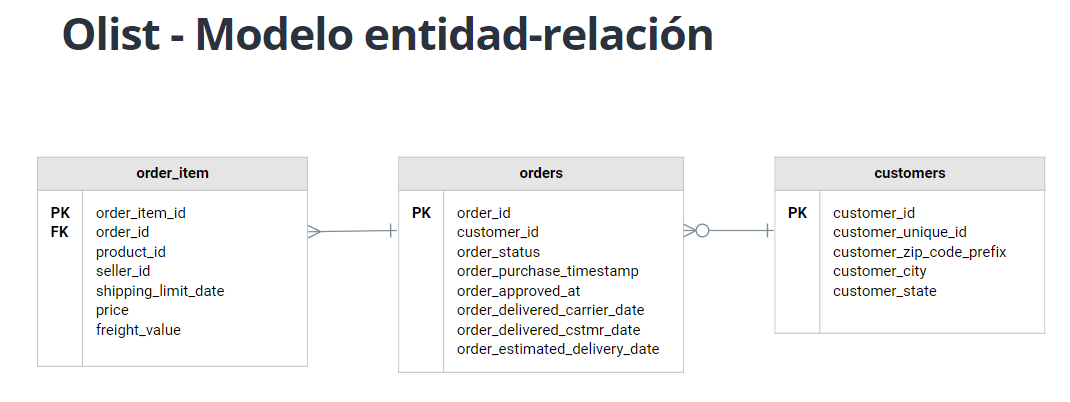 Olist - Modelo entidad-relación
order_item
PK order_item_id
FK order_id
product_id
seller_id
shipping_limit_date
price
freight_value
orders
PK order_id
customer_id
order_status
order_purchase_timestamp
order_approved_at
order_delivered_carrier_date
order_delivered_cstmr_date
order_estimated_delivery_date
customers
PK customer_id
customer_unique_id
customer_zip_code_prefix
customer_city
customer_state